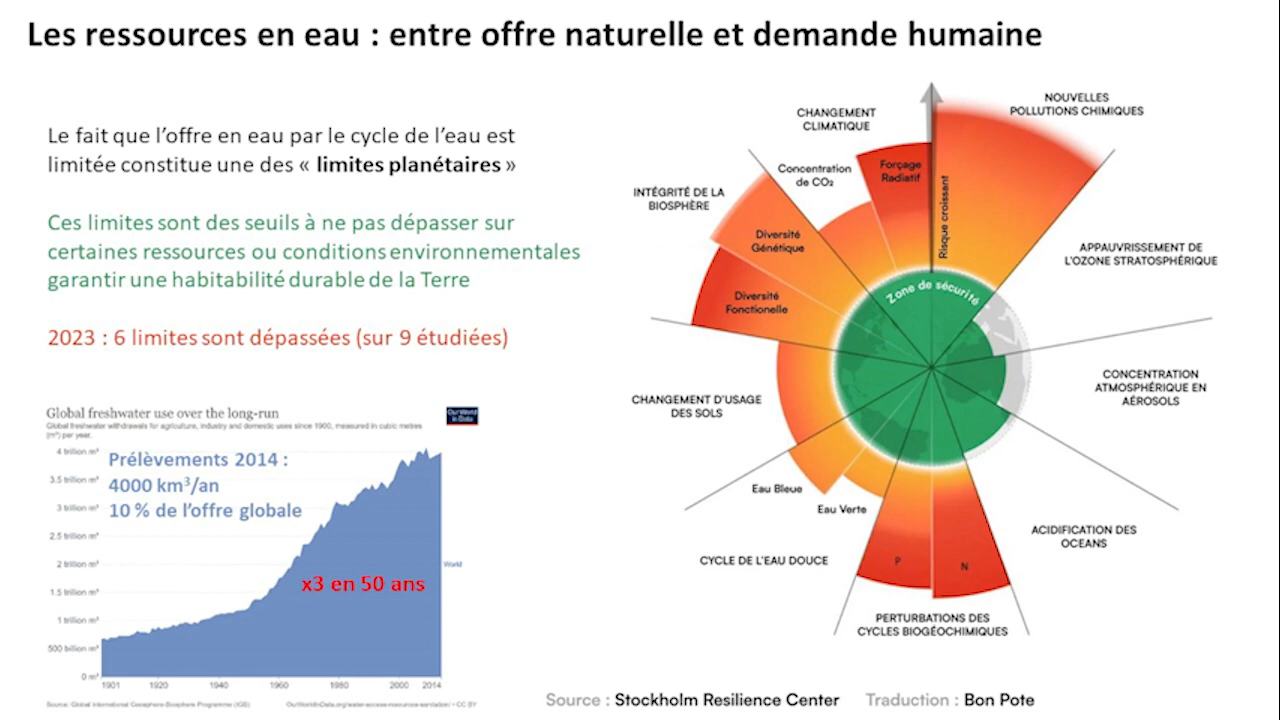 Les ressources en eau : entre offre naturelle et demande humaine
Le fait que l'offre en eau par le cycle de l'eau est
limitée constitue une des « limites planétaires »
Ces limites sont des seuils à ne pas dépasser sur
certaines ressources ou conditions environnementales
garantir une habitabilité durable de la Terre
2023 : 6 limites sont dépassées (sur 9 étudiées)
Global freshwater use over the long-run
Global freshwater withdrawals for agriculture, industry and domestic uses since 1900, measured in cubic metres
(m³) per year.
Our World
in Data
4 trillion m³
3.5 trillion m³
3 trillion m³
2.5 trillion m³
2 trillion m³
1.5 trillion m³
1 trillion m³
500 billion m³
0 m³
Prélèvements 2014 :
4000 km³/an
10 % de l'offre globale
x3 en 50 ans
World
1901
1920
1940
1960
1980
2000
2014
Source: Global International Geosphere-Biosphere Programme (IGB)
OurWorldInData.org/water-access-resources-sanitation/ • CC BY
NOUVELLES
POLLUTIONS CHIMIQUES
CHANGEMENT
CLIMATIQUE
Concentration
de CO₂
Forçage
Radiatif
Risque croissant
INTÉGRITÉ DE LA
BIOSPHÈRE
Diversité
Génétique
Diversité
Fonctionelle
Zone de sécurité
APPAUVRISSEMENT DE
L'OZONE STRATOSPHÉRIQUE
CONCENTRATION
ATMOSPHÉRIQUE EN
AÉROSOLS
CHANGEMENT D'USAGE
DES SOLS
Eau Bleue
Eau Verte
CYCLE DE L'EAU DOUCE
P
N
ACIDIFICATION DES
OCEANS
PERTURBATIONS DES
CYCLES BIOGÉOCHIMIQUES
Source : Stockholm Resilience Center
Traduction : Bon Pote